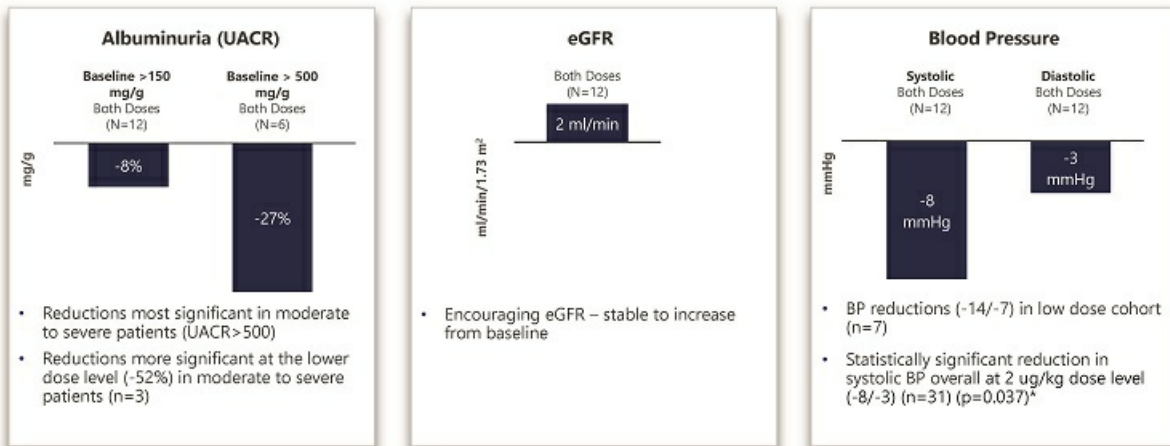 Albuminuria (UACR)
Baseline >150
mg/g
Both Doses
(N=12)
Baseline > 500
mg/g
Both Doses
(N=6)
mg/g
-8%
-27%
• Reductions most significant in moderate
to severe patients (UACR>500)
• Reductions more significant at the lower
dose level (-52%) in moderate to severe
patients (n=3)
eGFR
Both Doses
(N=12)
2 ml/min
ml/min/1.73 m²
• Encouraging eGFR – stable to increase
from baseline
Blood Pressure
Systolic
Both Doses
(N=12)
Diastolic
Both Doses
(N=12)
mmHg
-8
mmHg
-3
mmHg
• BP reductions (-14/-7) in low dose cohort
(n=7)
• Statistically significant reduction in
systolic BP overall at 2 ug/kg dose level
(-8/-3) (n=31) (p=0.037)*